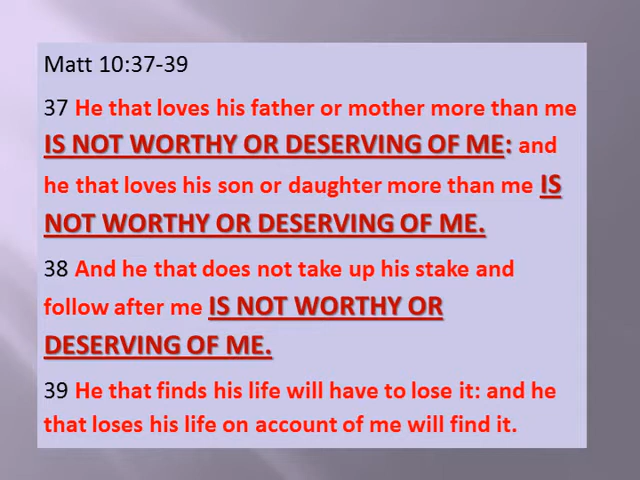 Matt 10:37-39
37 He that loves his father or mother more than me
IS NOT WORTHY OR DESERVING OF ME: and
he that loves his son or daughter more than me IS
NOT WORTHY OR DESERVING OF ME.
38 And he that does not take up his stake and
follow after me IS NOT WORTHY OR
DESERVING OF ME.
39 He that finds his life will have to lose it: and he
that loses his life on account of me will find it.